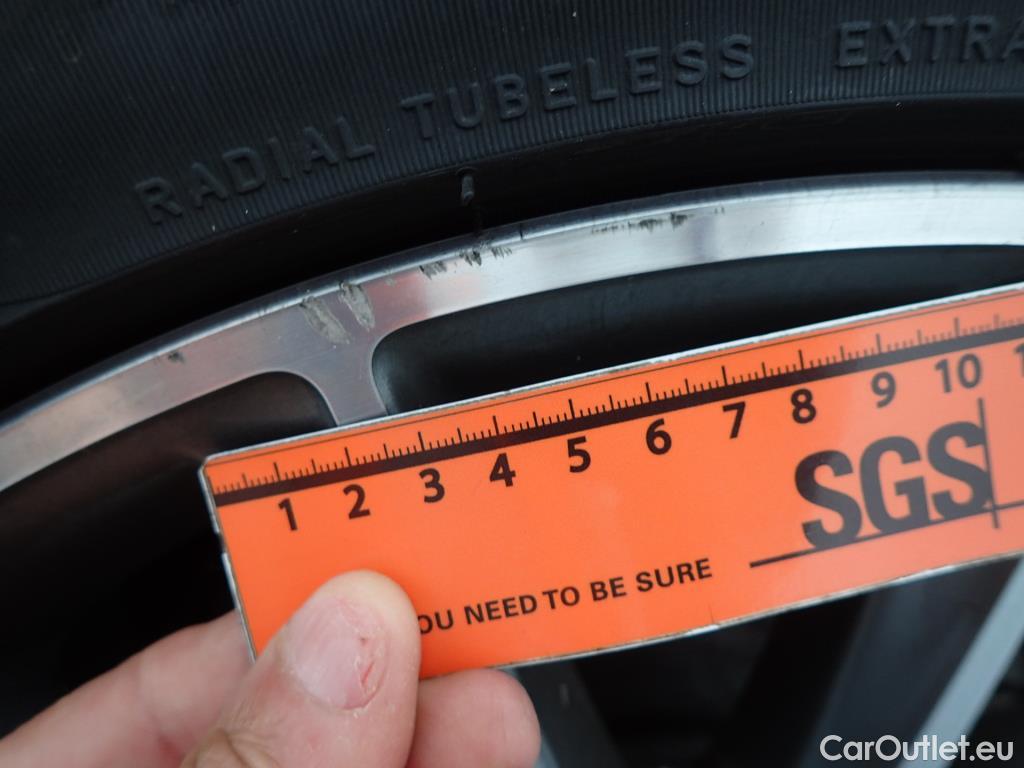 RADIAL TUBELESS EXTRA
1 2 3 4 5 6 7 8 9 10 1
SGS
OU NEED TO BE SURE
CarOutlet.eu